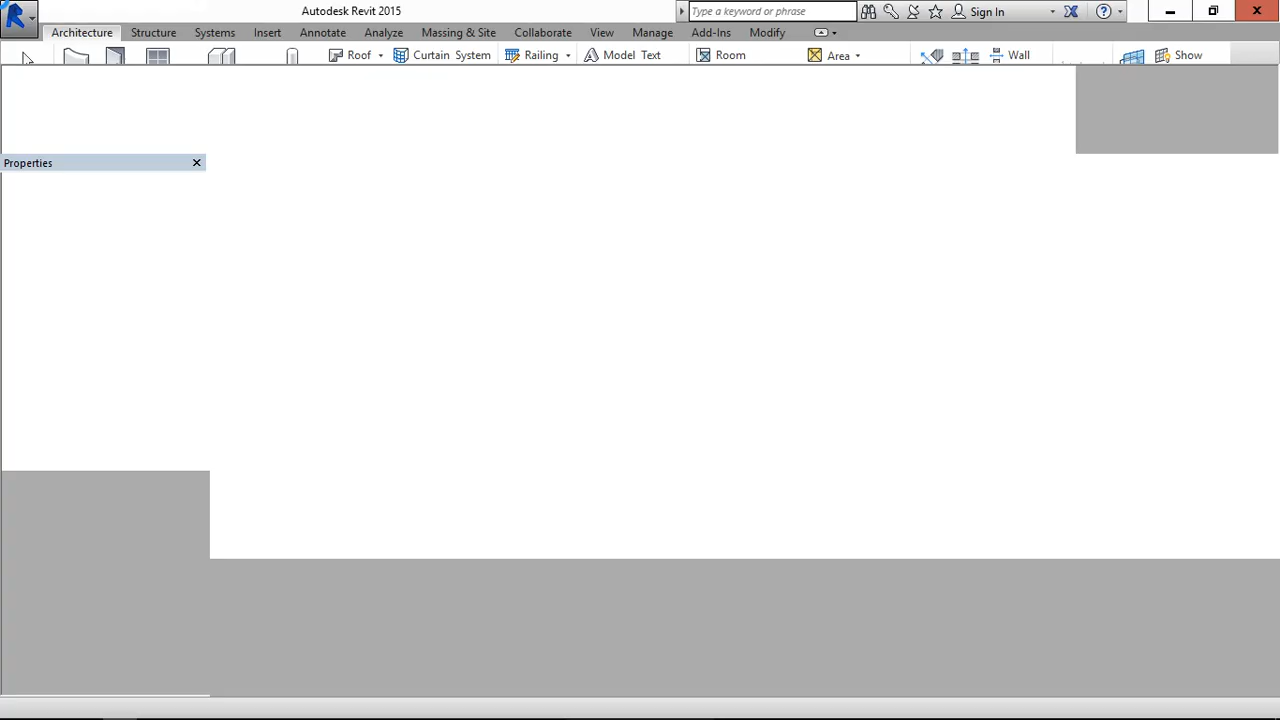 Autodesk Revit 2015
Type a keyword or phrase
Sign In
Architecture Structure Systems Insert Annotate Analyze Massing & Site Collaborate View Manage Add-Ins Modify
Roof Curtain System Railing Model Text Room Area Wall Show
Properties